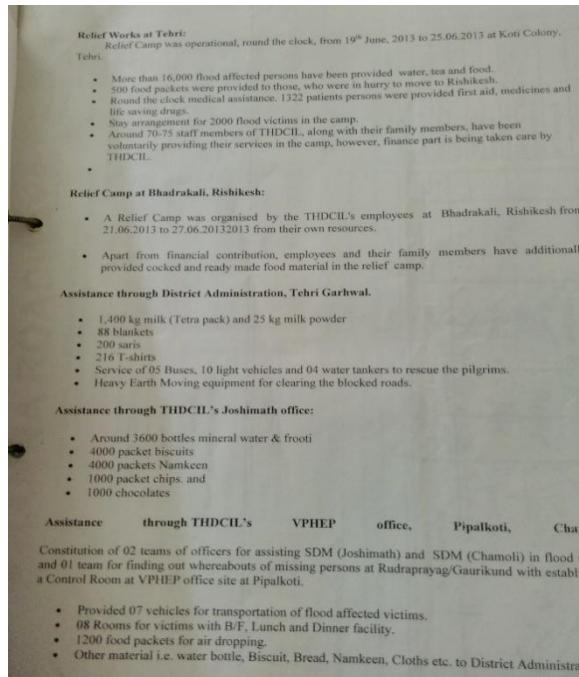 Relief Works at Tehri:
Relief Camp was operational, round the clock, from 19th June, 2013 to 25.06.2013 at Koti Colony,
Tehri.
• More than 16,000 flood affected persons have been provided water, tea and food.
• 500 food packets were provided to those, who were in hurry to move to Rishikesh.
• Round the clock medical assistance. 1322 patients persons were provided first aid, medicines and
life saving drugs.
• Stay arrangement for 2000 flood victims in the camp.
• Around 70-75 staff members of THDCIL, along with their family members, have been
voluntarily providing their services in the camp, however, finance part is being taken care by
THDCIL.
•
Relief Camp at Bhadrakali, Rishikesh:
• A Relief Camp was organised by the THDCIL's employees at Bhadrakali, Rishikesh from
21.06.2013 to 27.06.20132013 from their own resources.
• Apart from financial contribution, employees and their family members have additionall
provided cocked and ready made food material in the relief camp.
Assistance through District Administration, Tehri Garhwal.
• 1,400 kg milk (Tetra pack) and 25 kg milk powder
• 88 blankets
• 200 saris
• 216 T-shirts
• Service of 05 Buses, 10 light vehicles and 04 water tankers to rescue the pilgrims.
• Heavy Earth Moving equipment for clearing the blocked roads.
Assistance through THDCIL's Joshimath office:
• Around 3600 bottles mineral water & frooti
• 4000 packet biscuits
• 4000 packets Namkeen
• 1000 packet chips. and
• 1000 chocolates
Assistance through THDCIL's VPHEP office, Pipalkoti, Cha
Constitution of 02 teams of officers for assisting SDM (Joshimath) and SDM (Chamoli) in flood
and 01 team for finding out whereabouts of missing persons at Rudraprayag/Gaurikund with establ
a Control Room at VPHEP office site at Pipalkoti.
• Provided 07 vehicles for transportation of flood affected victims.
• 08 Rooms for victims with B/F, Lunch and Dinner facility.
• 1200 food packets for air dropping.
• Other material i.e. water bottle, Biscuit, Bread, Namkeen, Cloths etc. to District Administra